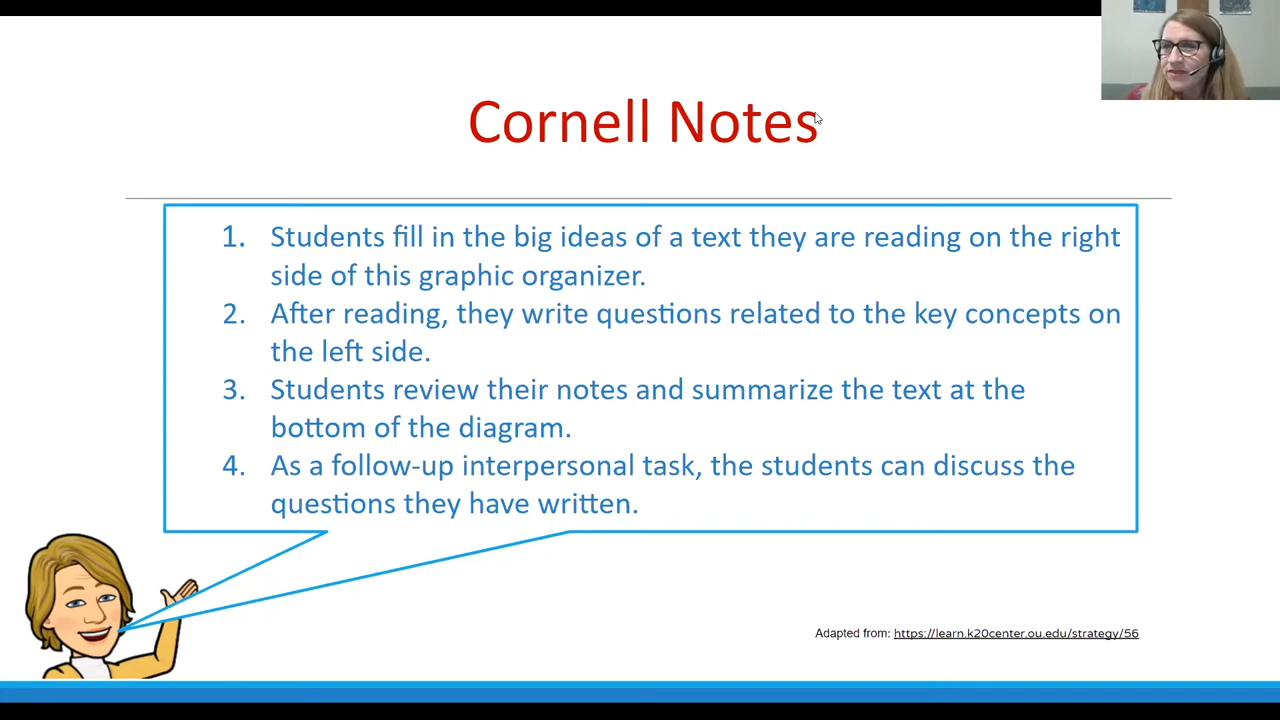 Cornell Notes
1. Students fill in the big ideas of a text they are reading on the right
side of this graphic organizer.
2. After reading, they write questions related to the key concepts on
the left side.
3. Students review their notes and summarize the text at the
bottom of the diagram.
4. As a follow-up interpersonal task, the students can discuss the
questions they have written.
Adapted from: https://learn.k20center.ou.edu/strategy/56